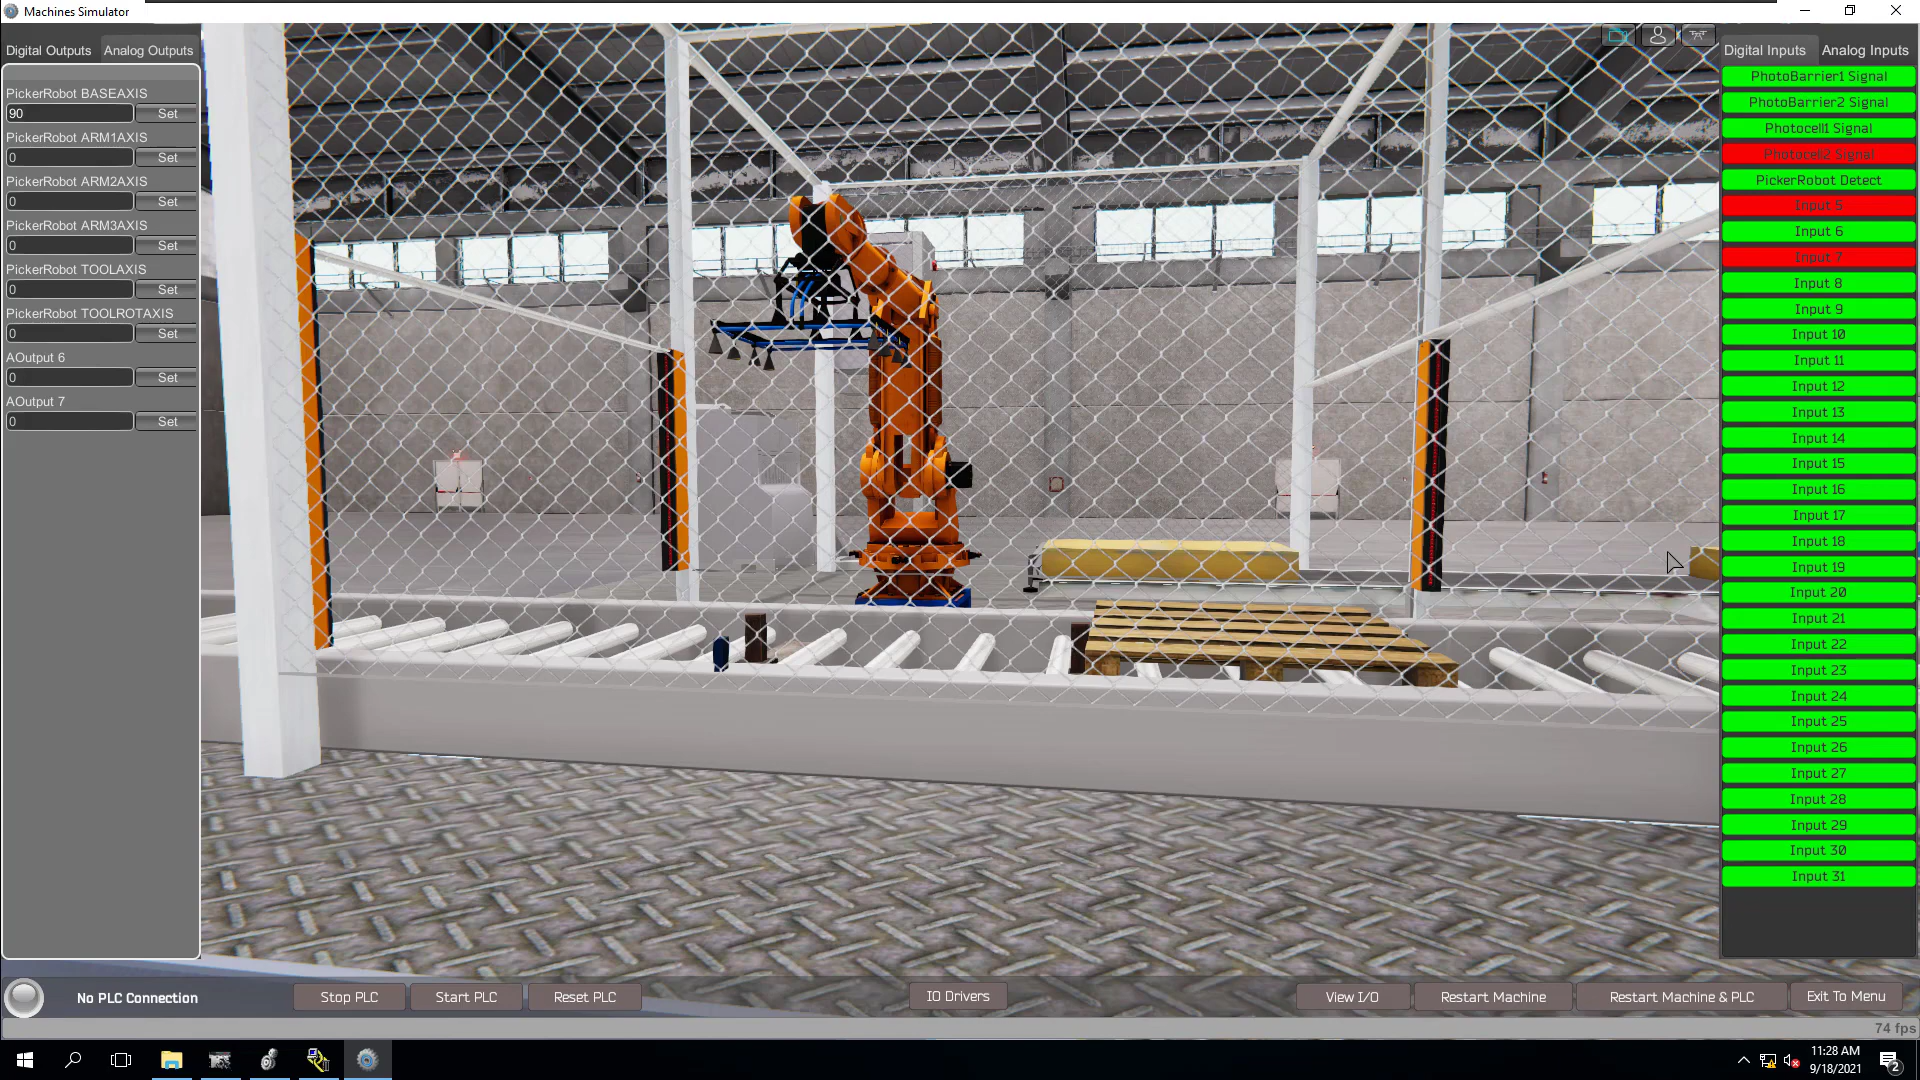 Machines Simulator
Digital Outputs
Analog Outputs
PickerRobot BASEAXIS
90
Set
PickerRobot ARM1AXIS
0
Set
PickerRobot ARM2AXIS
0
Set
PickerRobot ARM3AXIS
0
Set
PickerRobot TOOLAXIS
0
Set
PickerRobot TOOLROTAXIS
0
Set
AOutput 6
0
Set
AOutput 7
0
Set
Digital Inputs
Analog Inputs
PhotoBarrier1 Signal
PhotoBarrier2 Signal
Photocell1 Signal
Photocell2 Signal
PickerRobot Detect
Input 5
Input 6
Input 7
Input 8
Input 9
Input 10
Input 11
Input 12
Input 13
Input 14
Input 15
Input 16
Input 17
Input 18
Input 19
Input 20
Input 21
Input 22
Input 23
Input 24
Input 25
Input 26
Input 27
Input 28
Input 29
Input 30
Input 31
No PLC Connection
Stop PLC
Start PLC
Reset PLC
IO Drivers
View I/O
Restart Machine
Restart Machine & PLC
Exit To Menu
74 fps
11:28 AM
9/18/2021
2